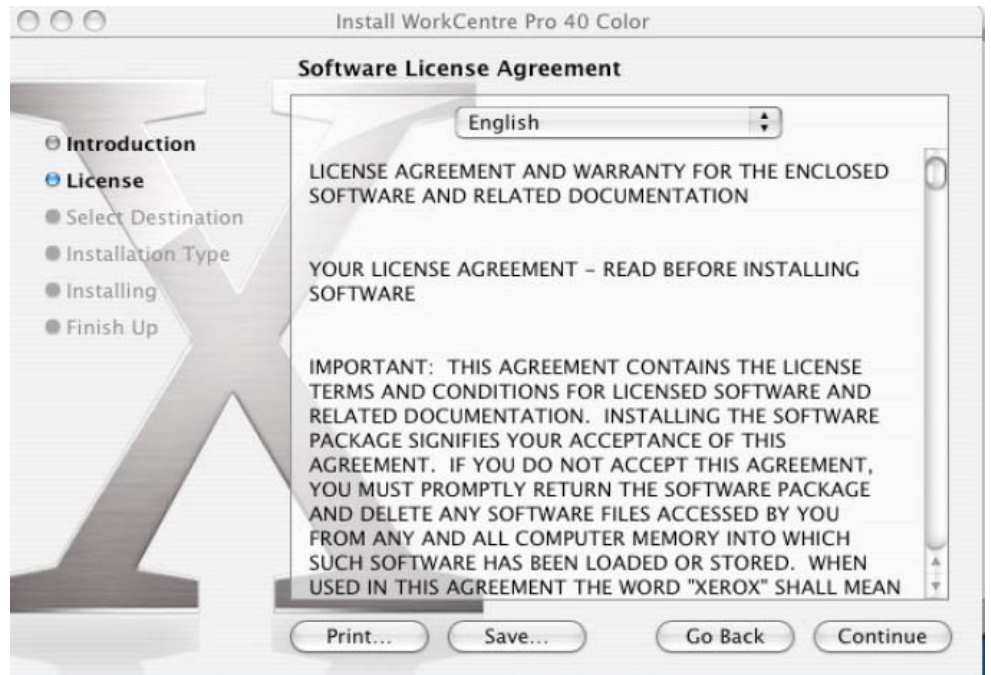 Install WorkCentre Pro 40 Color
Software License Agreement
Introduction
License
Select Destination
Installation Type
Installing
Finish Up
English
LICENSE AGREEMENT AND WARRANTY FOR THE ENCLOSED
SOFTWARE AND RELATED DOCUMENTATION
YOUR LICENSE AGREEMENT – READ BEFORE INSTALLING
SOFTWARE
IMPORTANT:  THIS AGREEMENT CONTAINS THE LICENSE
TERMS AND CONDITIONS FOR LICENSED SOFTWARE AND
RELATED DOCUMENTATION.  INSTALLING THE SOFTWARE
PACKAGE SIGNIFIES YOUR ACCEPTANCE OF THIS
AGREEMENT.  IF YOU DO NOT ACCEPT THIS AGREEMENT,
YOU MUST PROMPTLY RETURN THE SOFTWARE PACKAGE
AND DELETE ANY SOFTWARE FILES ACCESSED BY YOU
FROM ANY AND ALL COMPUTER MEMORY INTO WHICH
SUCH SOFTWARE HAS BEEN LOADED OR STORED.  WHEN
USED IN THIS AGREEMENT THE WORD "XEROX" SHALL MEAN
Print...
Save...
Go Back
Continue